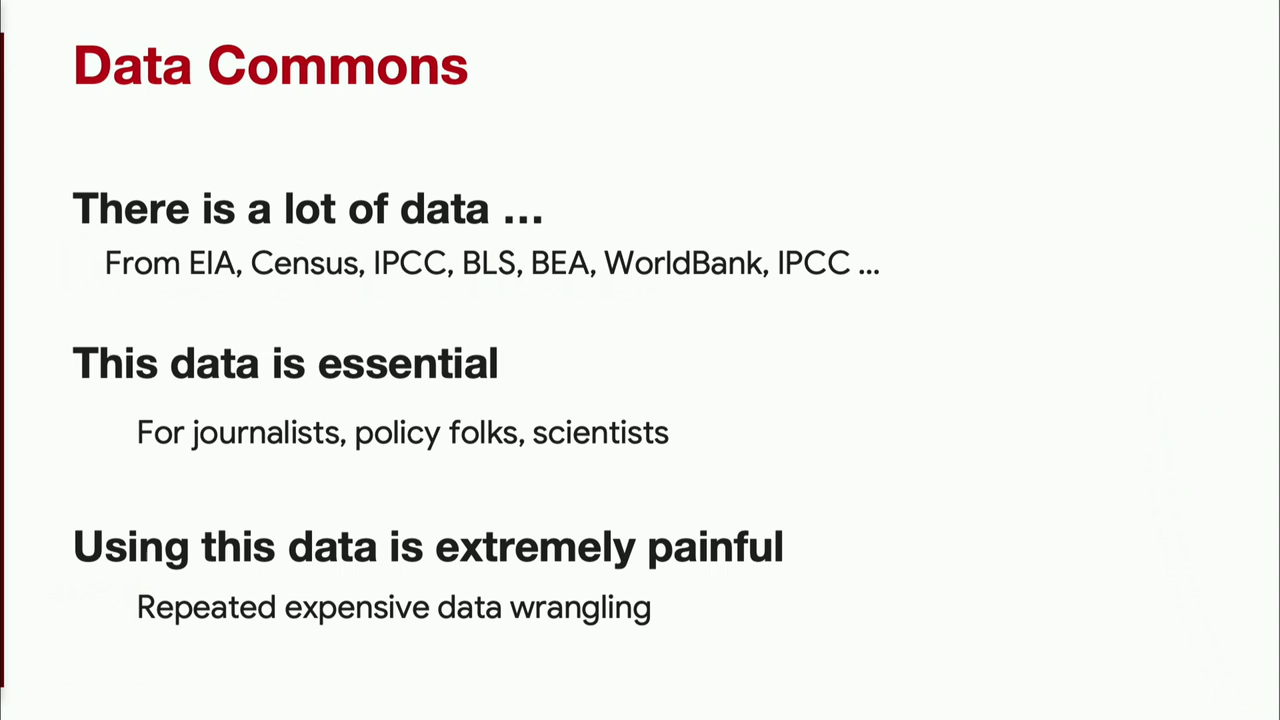 Data Commons
There is a lot of data ...
From EIA, Census, IPCC, BLS, BEA, WorldBank, IPCC ...
This data is essential
For journalists, policy folks, scientists
Using this data is extremely painful
Repeated expensive data wrangling